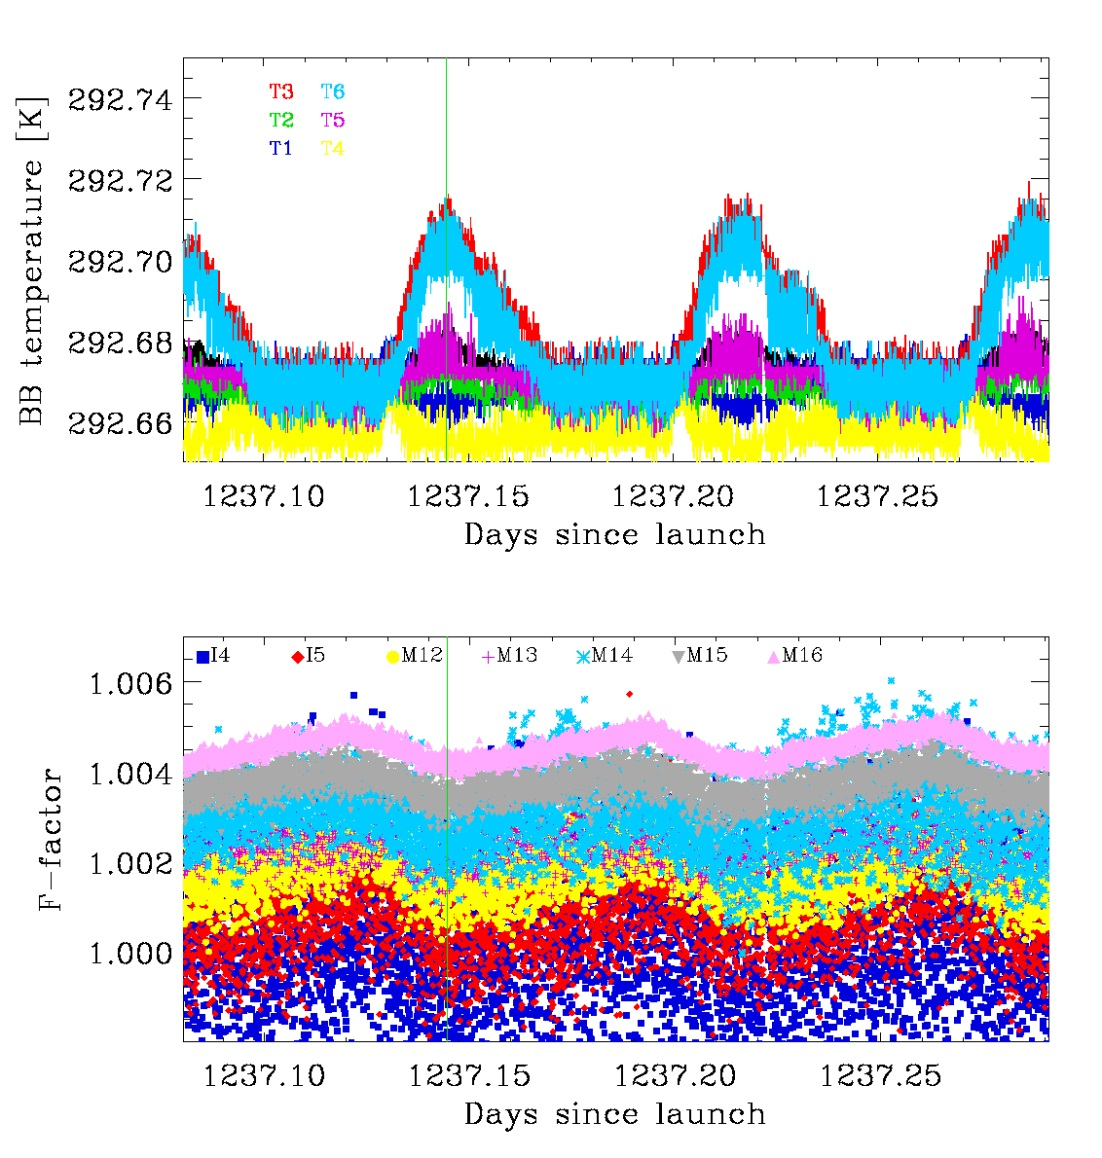 BB temperature [K]
292.74
292.72
292.70
292.68
292.66
T3 T6
T2 T5
T1 T4
1237.10 1237.15 1237.20 1237.25
Days since launch
F-factor
1.006
1.004
1.002
1.000
I4 I5 M12 M13 M14 M15 M16
1237.10 1237.15 1237.20 1237.25
Days since launch